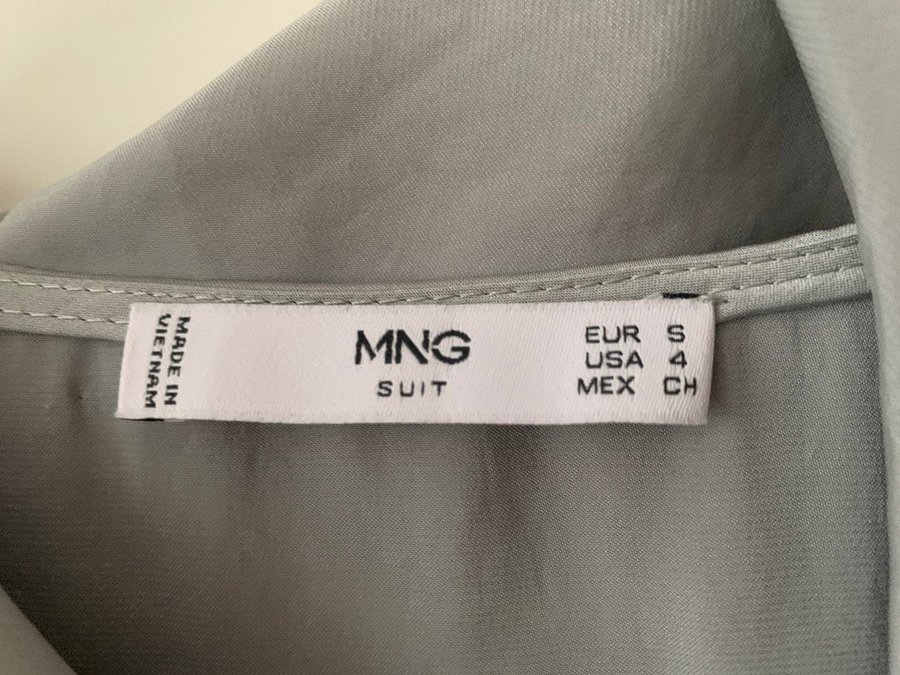 MADE IN
VIETNAM
MNG
SUIT
EUR S
USA 4
MEX CH